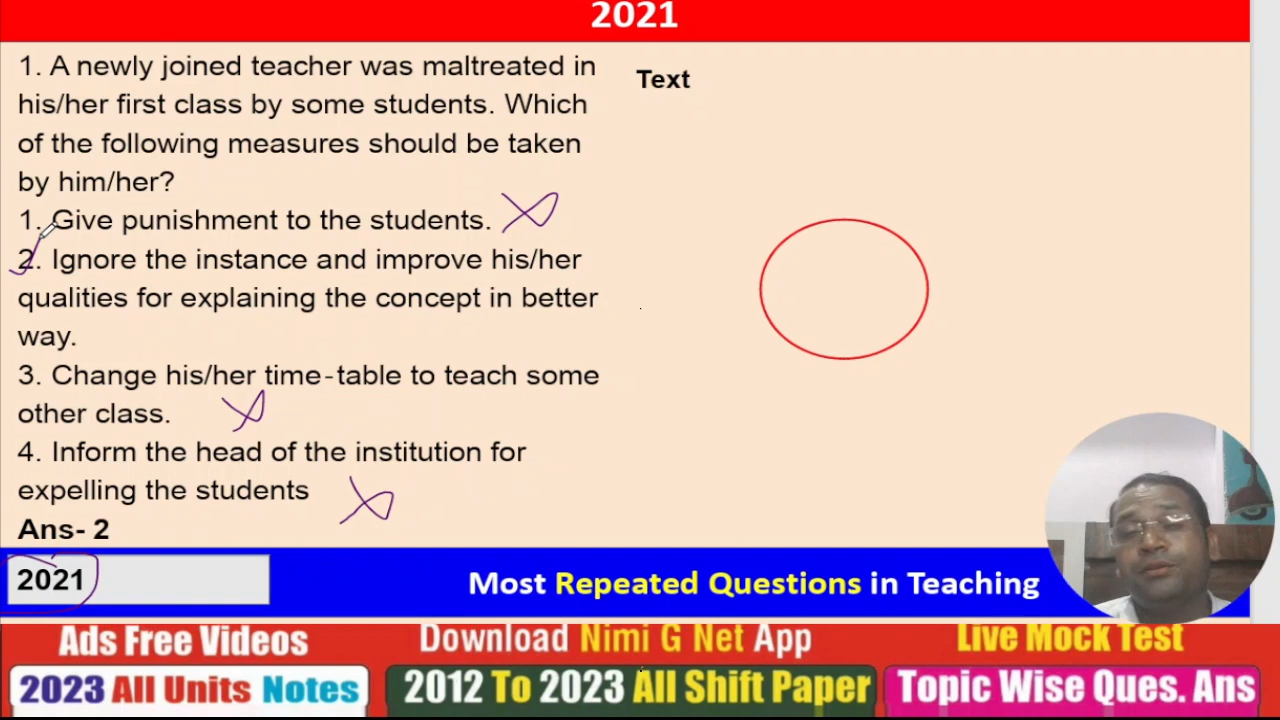 2021
1. A newly joined teacher was maltreated in
his/her first class by some students. Which
of the following measures should be taken
by him/her?
1. Give punishment to the students.
2. Ignore the instance and improve his/her
qualities for explaining the concept in better
way.
3. Change his/her time-table to teach some
other class.
4. Inform the head of the institution for
expelling the students
Ans- 2
Text
2021
Most Repeated Questions in Teaching
Ads Free Videos
Download Nimi G Net App
Live Mock Test
2023 All Units Notes
2012 To 2023 All Shift Paper
Topic Wise Ques. Ans